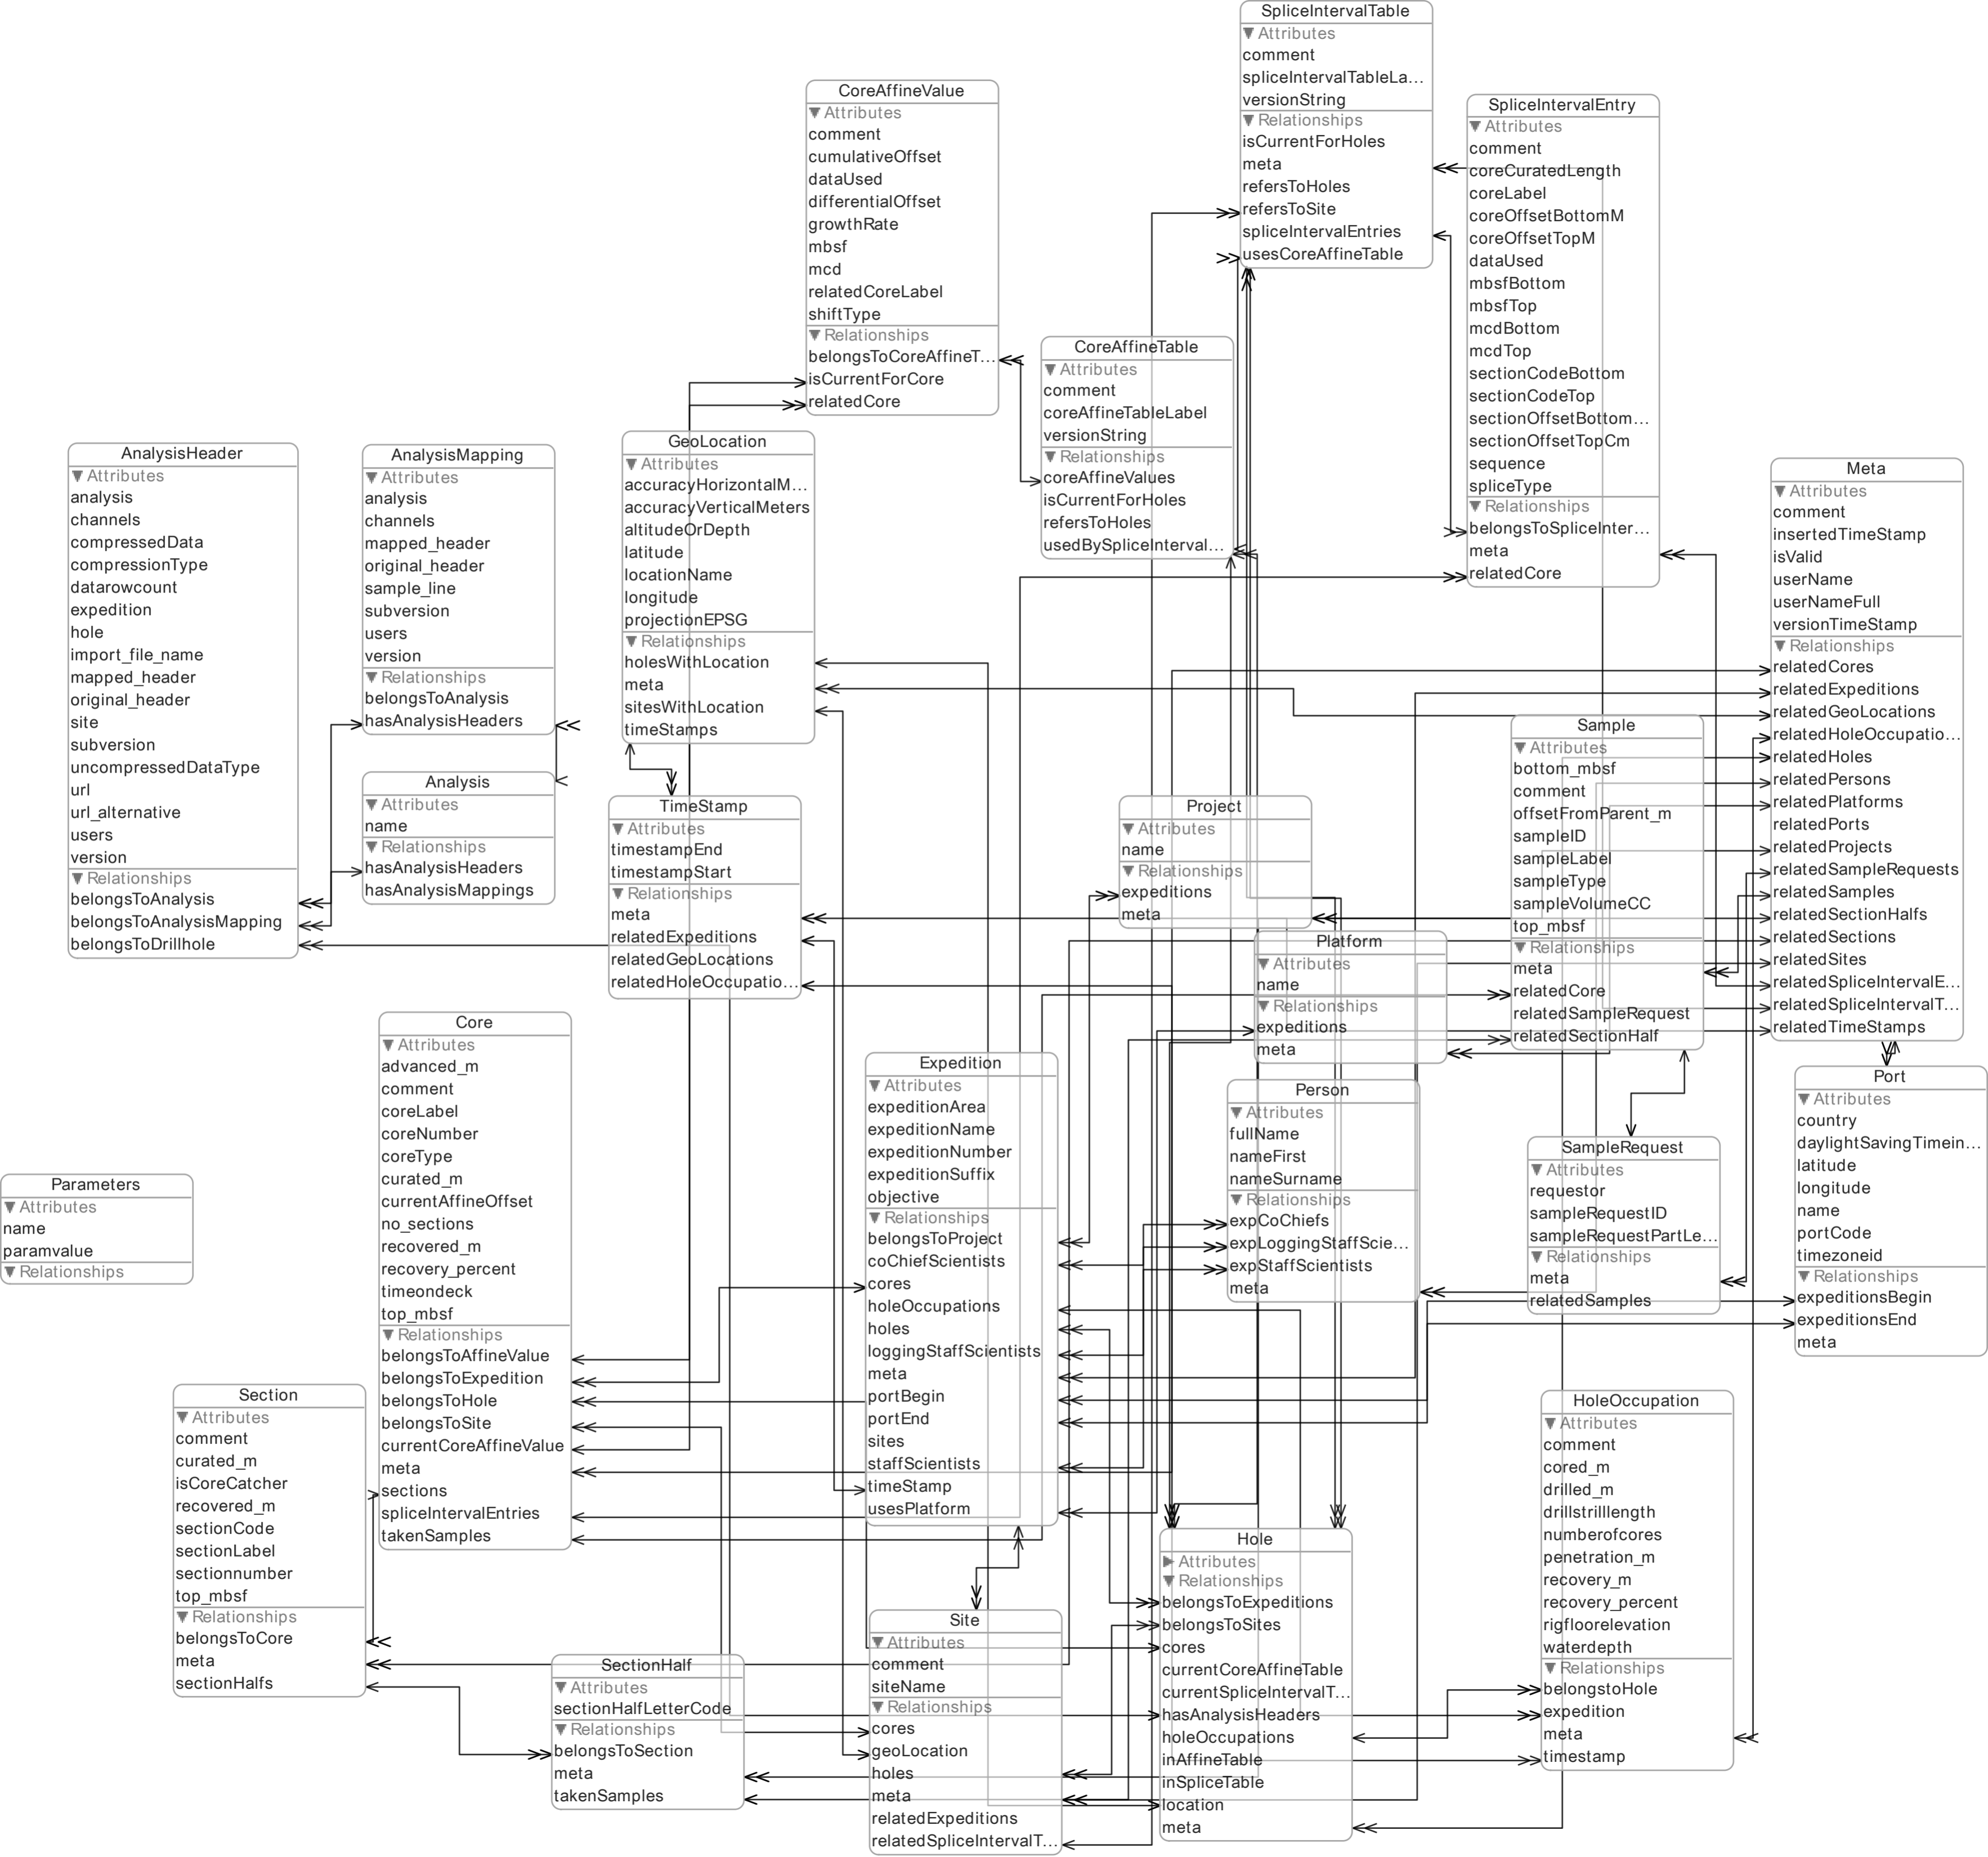 SpliceIntervalTable
Attributes
comment
spliceIntervalTableLa...
versionString
Relationships
isCurrentForHoles
meta
refersToHoles
refersToSite
spliceIntervalEntries
usesCoreAffineTable
CoreAffineValue
Attributes
comment
cumulativeOffset
dataUsed
differentialOffset
growthRate
mbsf
mcd
relatedCoreLabel
shiftType
Relationships
belongsToCoreAffineT...
isCurrentForCore
relatedCore
SpliceIntervalEntry
Attributes
comment
coreCuratedLength
coreLabel
coreOffsetBottomM
coreOffsetTopM
dataUsed
mbsfBottom
mbsfTop
mcdBottom
mcdTop
sectionCodeBottom
sectionCodeTop
sectionOffsetBottom...
sectionOffsetTopCm
sequence
spliceType
Relationships
belongsToSpliceInter...
meta
relatedCore
CoreAffineTable
Attributes
comment
coreAffineTableLabel
versionString
Relationships
coreAffineValues
isCurrentForHoles
refersToHoles
usedBySpliceInterval...
AnalysisHeader
Attributes
analysis
channels
compressedData
compressionType
datarowcount
expedition
hole
import_file_name
mapped_header
original_header
site
subversion
uncompressedDataType
url
url_alternative
users
version
Relationships
belongsToAnalysis
belongsToAnalysisMapping
belongsToDrillhole
AnalysisMapping
Attributes
analysis
channels
mapped_header
original_header
sample_line
subversion
users
version
Relationships
belongsToAnalysis
hasAnalysisHeaders
Analysis
Attributes
name
Relationships
hasAnalysisHeaders
hasAnalysisMappings
GeoLocation
Attributes
accuracyHorizontalM...
accuracyVerticalMeters
altitudeOrDepth
latitude
locationName
longitude
projectionEPSG
Relationships
holesWithLocation
meta
sitesWithLocation
timeStamps
TimeStamp
Attributes
timestampEnd
timestampStart
Relationships
meta
relatedExpeditions
relatedGeoLocations
relatedHoleOccupatio...
Meta
Attributes
comment
insertedTimeStamp
isValid
userName
userNameFull
versionTimeStamp
Relationships
relatedCores
relatedExpeditions
relatedGeoLocations
relatedHoleOccupatio...
relatedHoles
relatedPersons
relatedPlatforms
relatedPorts
relatedProjects
relatedSampleRequests
relatedSamples
relatedSectionHalfs
relatedSections
relatedSites
relatedSpliceIntervalE...
relatedSpliceIntervalT...
relatedTimeStamps
Sample
Attributes
bottom_mbsf
comment
offsetFromParent_m
sampleID
sampleLabel
sampleType
sampleVolumeCC
top_mbsf
Relationships
meta
relatedCore
relatedSampleRequest
relatedSectionHalf
Project
Attributes
name
Relationships
expeditions
meta
Platform
Attributes
name
Relationships
expeditions
meta
Person
Attributes
fullName
nameFirst
nameSurname
Relationships
expCoChiefs
expLoggingStaffScie...
expStaffScientists
meta
Core
Attributes
advanced_m
comment
coreLabel
coreNumber
coreType
curated_m
currentAffineOffset
no_sections
recovered_m
recovery_percent
timeondeck
top_mbsf
Relationships
belongsToAffineValue
belongsToExpedition
belongsToHole
belongsToSite
currentCoreAffineValue
meta
sections
spliceIntervalEntries
takenSamples
Expedition
Attributes
expeditionArea
expeditionName
expeditionNumber
expeditionSuffix
objective
Relationships
belongsToProject
coChiefScientists
cores
holeOccupations
holes
loggingStaffScientists
meta
portBegin
portEnd
sites
staffScientists
timeStamp
usesPlatform
Port
Attributes
country
daylightSavingTimein...
latitude
longitude
name
portCode
timezoneid
Relationships
expeditionsBegin
expeditionsEnd
meta
SampleRequest
Attributes
requestor
sampleRequestID
sampleRequestPartLe...
Relationships
meta
relatedSamples
Parameters
Attributes
name
paramvalue
Relationships
Section
Attributes
comment
curated_m
isCoreCatcher
recovered_m
sectionCode
sectionLabel
sectionnumber
top_mbsf
Relationships
belongsToCore
meta
sectionHalfs
HoleOccupation
Attributes
comment
cored_m
drilled_m
drillstrilllength
numberofcores
penetration_m
recovery_m
recovery_percent
rigfloorelevation
waterdepth
Relationships
belongstoHole
expedition
meta
timestamp
Hole
Attributes
Relationships
belongsToExpeditions
belongsToSites
cores
currentCoreAffineTable
currentSpliceIntervalT...
hasAnalysisHeaders
holeOccupations
inAffineTable
inSpliceTable
location
meta
Site
Attributes
comment
siteName
Relationships
cores
geoLocation
holes
meta
relatedExpeditions
relatedSpliceIntervalT...
SectionHalf
Attributes
sectionHalfLetterCode
Relationships
belongsToSection
meta
takenSamples